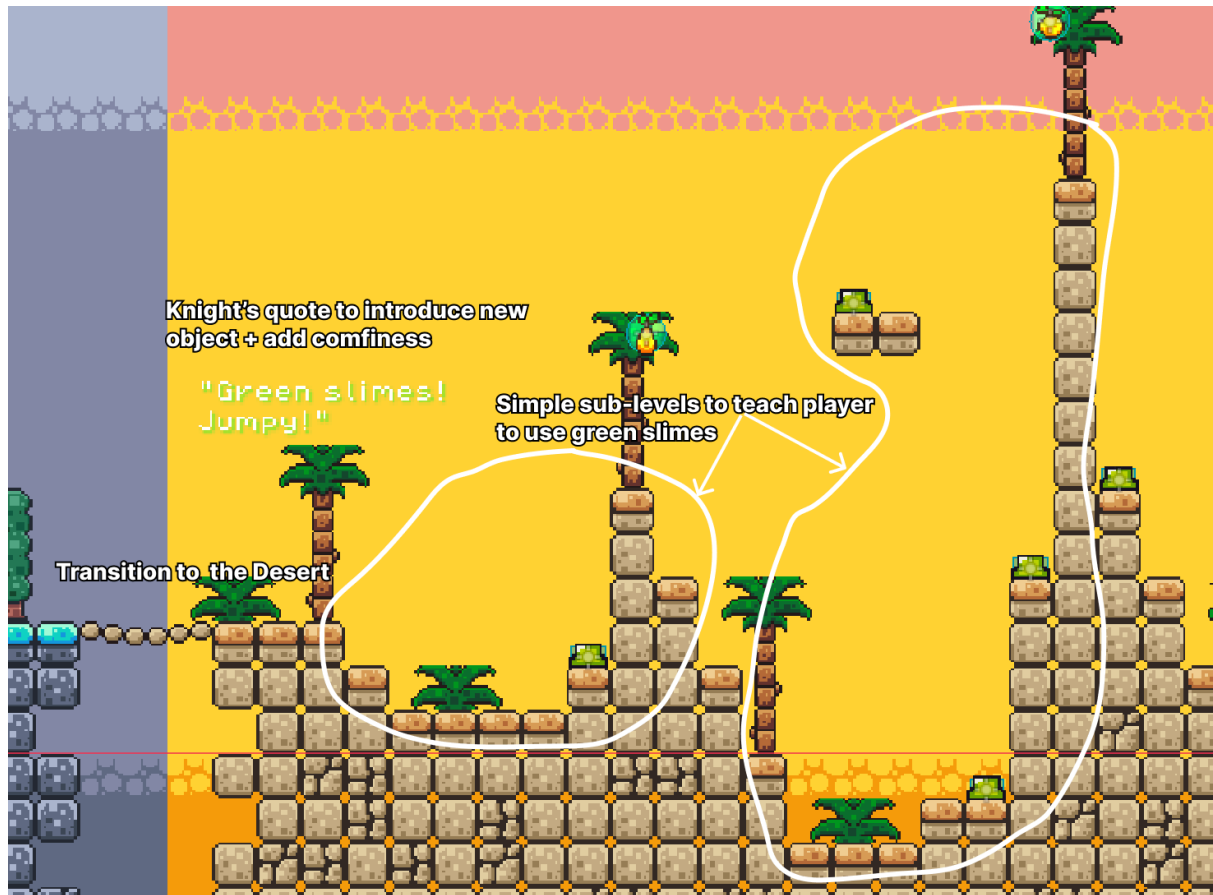 Knight's quote to introduce new
object + add comfiness
"Green slimes!
Jumpy!"
Simple sub-levels to teach player
to use green slimes
Transition to the Desert